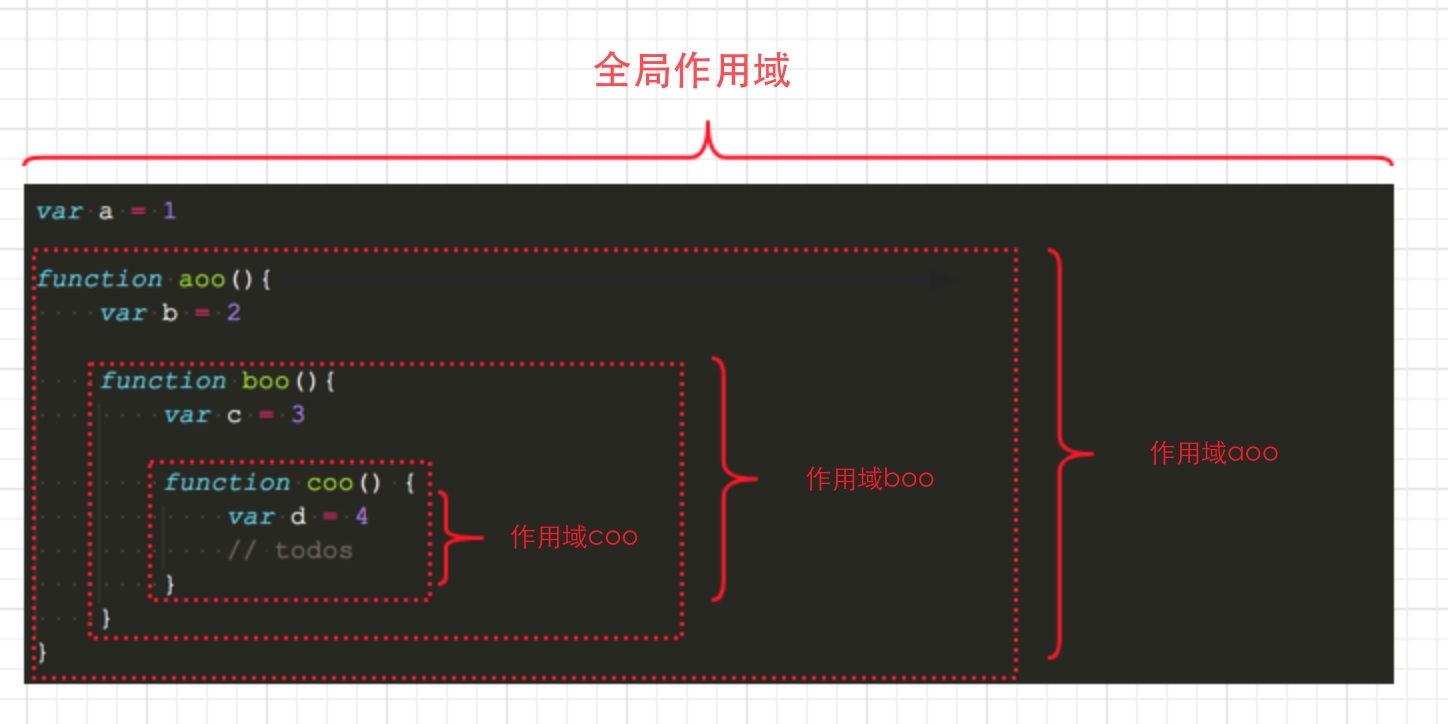 全局作用域
var a = 1
function aoo(){
    var b = 2
    function boo(){
        var c = 3
        function coo() {
            var d = 4
            // todos
        }
    }
}
作用域coo
作用域boo
作用域aoo